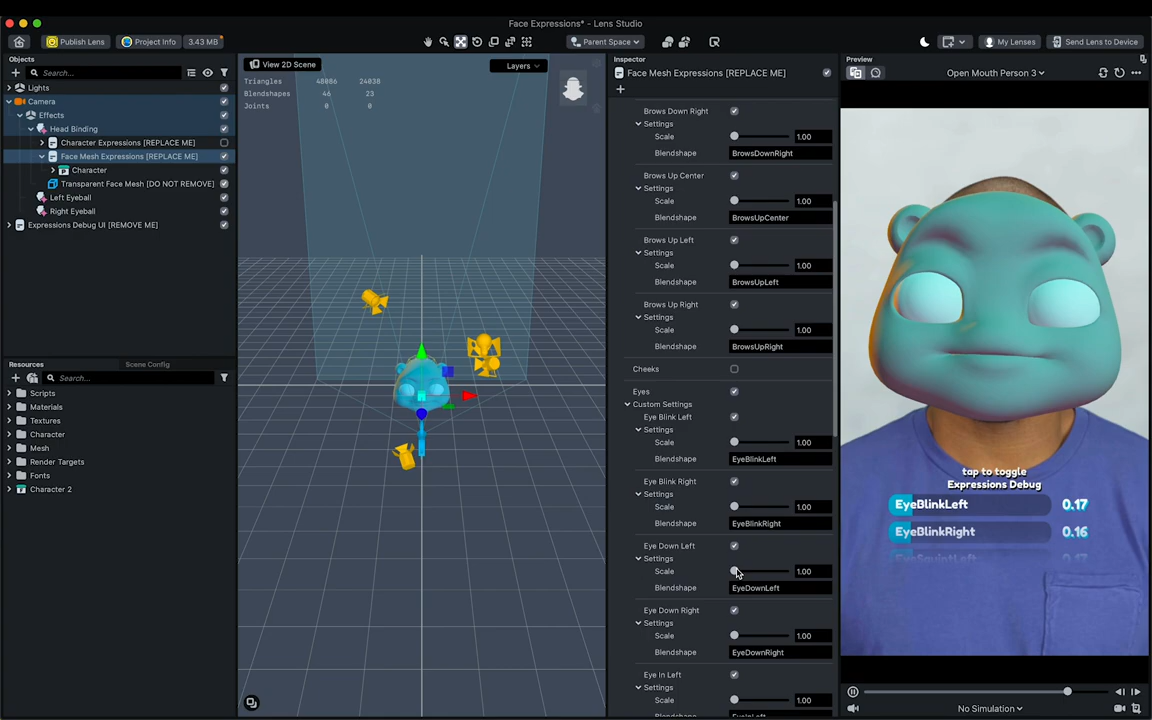 Face Expressions* - Lens Studio
Publish Lens
Project Info
3.43 MB
Parent Space
My Lenses
Send Lens to Device
Objects
Search...
Lights
Camera
Effects
Head Binding
Character Expressions [REPLACE ME]
Face Mesh Expressions [REPLACE ME]
Character
Transparent Face Mesh [DO NOT REMOVE]
Left Eyeball
Right Eyeball
Expressions Debug UI [REMOVE ME]
Resources
Scene Config
Search...
Scripts
Materials
Textures
Character
Mesh
Render Targets
Fonts
Character 2
View 2D Scene
Layers
Triangles 48086 24038
Blendshapes 46 23
Joints 0 0
Inspector
Face Mesh Expressions [REPLACE ME]
Brows Down Right
Settings
Scale 1.00
Blendshape BrowsDownRight
Brows Up Center
Settings
Scale 1.00
Blendshape BrowsUpCenter
Brows Up Left
Settings
Scale 1.00
Blendshape BrowsUpLeft
Brows Up Right
Settings
Scale 1.00
Blendshape BrowsUpRight
Cheeks
Eyes
Custom Settings
Eye Blink Left
Settings
Scale 1.00
Blendshape EyeBlinkLeft
Eye Blink Right
Settings
Scale 1.00
Blendshape EyeBlinkRight
Eye Down Left
Settings
Scale 1.00
Blendshape EyeDownLeft
Eye Down Right
Settings
Scale 1.00
Blendshape EyeDownRight
Eye In Left
Settings
Scale 1.00
Preview
Open Mouth Person 3
tap to toggle
Expressions Debug
EyeBlinkLeft 0.17
EyeBlinkRight 0.16
No Simulation